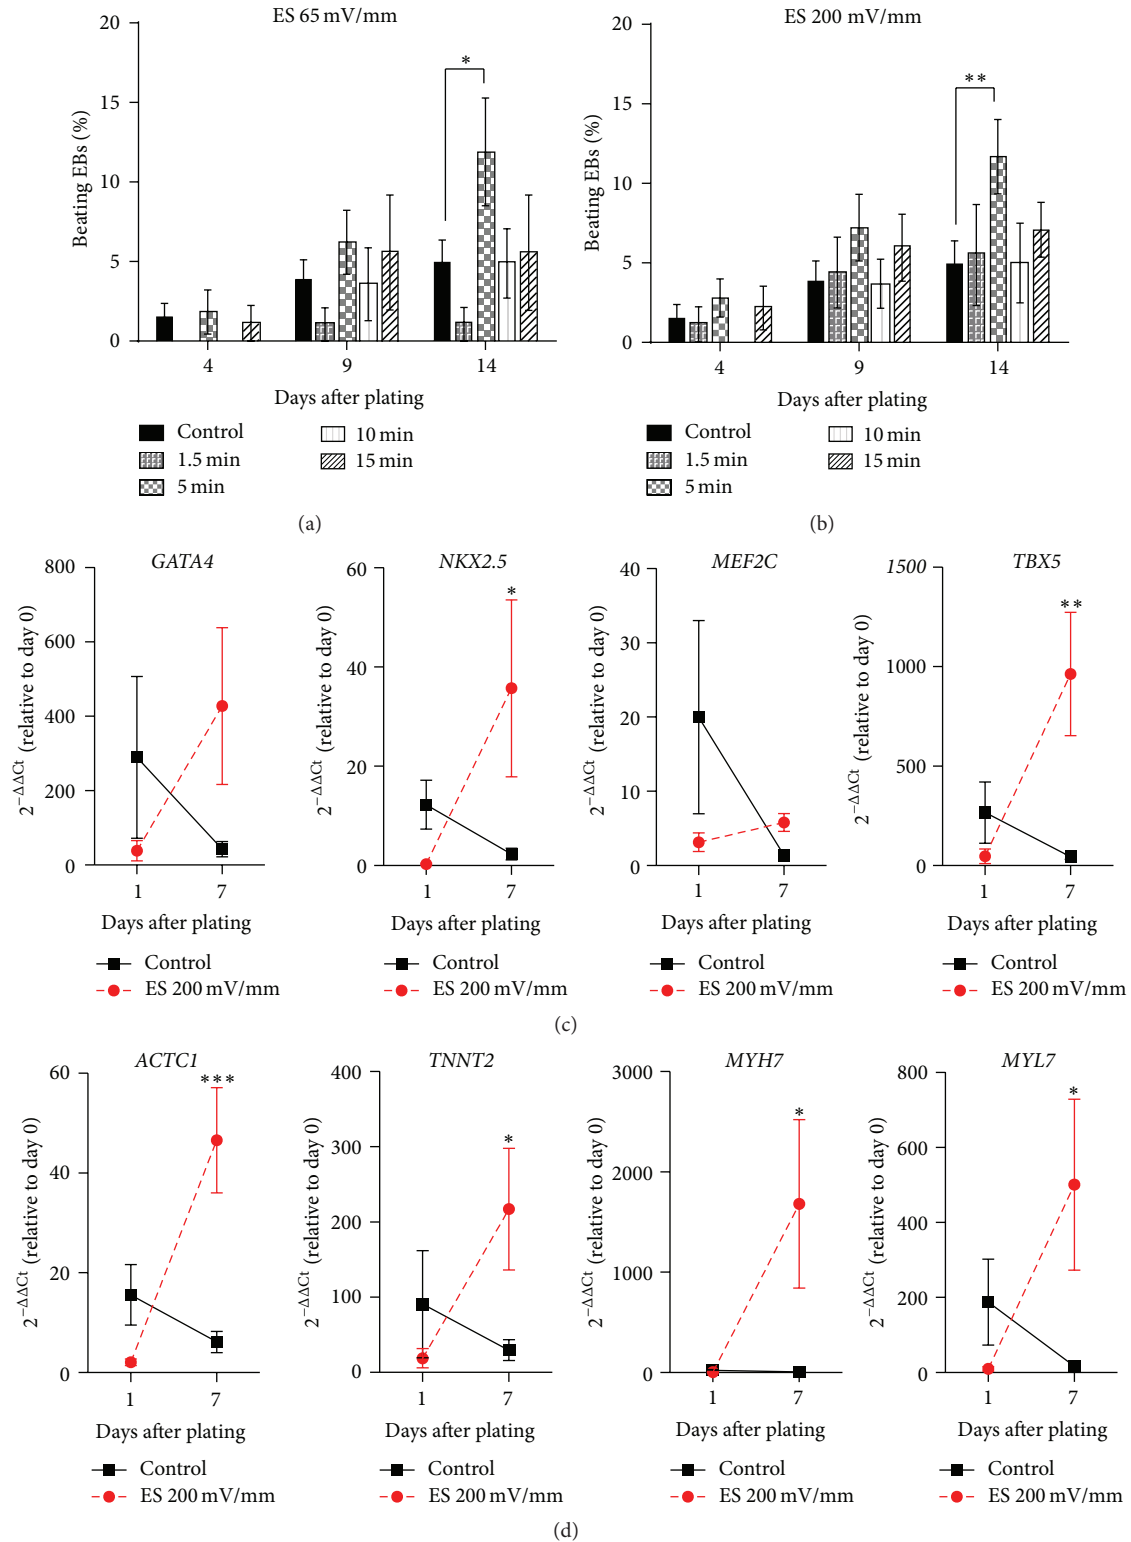 ES 65 mV/mm
20
15
10
5
0
Beating EBs (%)
*
4 9 14
Days after plating
Control
1.5 min
5 min
10 min
15 min
(a)
ES 200 mV/mm
20
15
10
5
0
Beating EBs (%)
**
4 9 14
Days after plating
Control
1.5 min
5 min
10 min
15 min
(b)
GATA4
800
600
400
200
0
2−ΔΔCt (relative to day 0)
1 7
Days after plating
Control
ES 200 mV/mm
NKX2.5
60
40
20
0
2−ΔΔCt (relative to day 0)
*
1 7
Days after plating
Control
ES 200 mV/mm
MEF2C
40
30
20
10
0
2−ΔΔCt (relative to day 0)
1 7
Days after plating
Control
ES 200 mV/mm
TBX5
1500
1000
500
0
2−ΔΔCt (relative to day 0)
**
1 7
Days after plating
Control
ES 200 mV/mm
(c)
ACTC1
60
40
20
0
2−ΔΔCt (relative to day 0)
***
1 7
Days after plating
Control
ES 200 mV/mm
TNNT2
400
300
200
100
0
2−ΔΔCt (relative to day 0)
*
1 7
Days after plating
Control
ES 200 mV/mm
MYH7
3000
2000
1000
0
2−ΔΔCt (relative to day 0)
*
1 7
Days after plating
Control
ES 200 mV/mm
MYL7
800
600
400
200
0
2−ΔΔCt (relative to day 0)
*
1 7
Days after plating
Control
ES 200 mV/mm
(d)